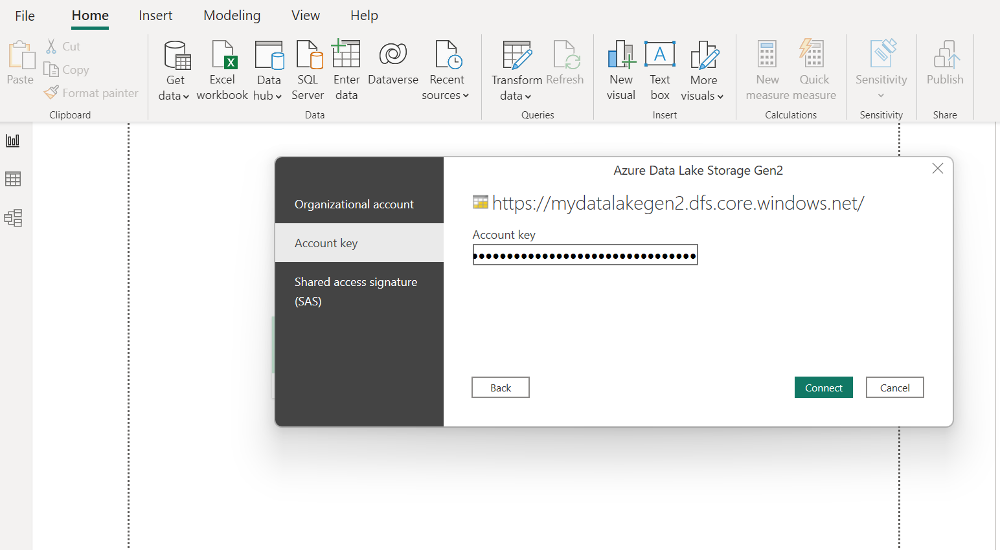 File Home Insert Modeling View Help
Paste
Cut
Copy
Format painter
Clipboard
Get
data
Excel
workbook
Data
hub
SQL
Server
Enter
data
Dataverse
Recent
sources
Data
Transform
data
Refresh
Queries
New
visual
Text
box
More
visuals
Insert
New
measure
Quick
measure
Calculations
Sensitivity
Sensitivity
Publish
Share
Azure Data Lake Storage Gen2
Organizational account
Account key
Shared access signature
(SAS)
https://mydatalakegen2.dfs.core.windows.net/
Account key
Back
Connect
Cancel